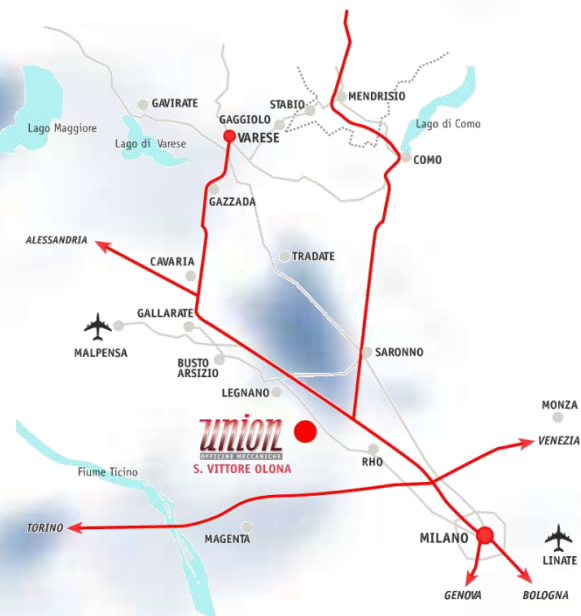 GAVIRATE
STABIO
MENDRISIO
GAGGIOLO
VARESE
Lago Maggiore
Lago di Varese
Lago di Como
COMO
GAZZADA
ALESSANDRIA
CAVARIA
TRADATE
GALLARATE
MALPENSA
BUSTO
ARSIZIO
SARONNO
LEGNANO
MONZA
union
OFFICINE MECCANICHE
S. VITTORE OLONA
VENEZIA
RHO
Fiume Ticino
TORINO
MAGENTA
MILANO
LINATE
GENOVA
BOLOGNA